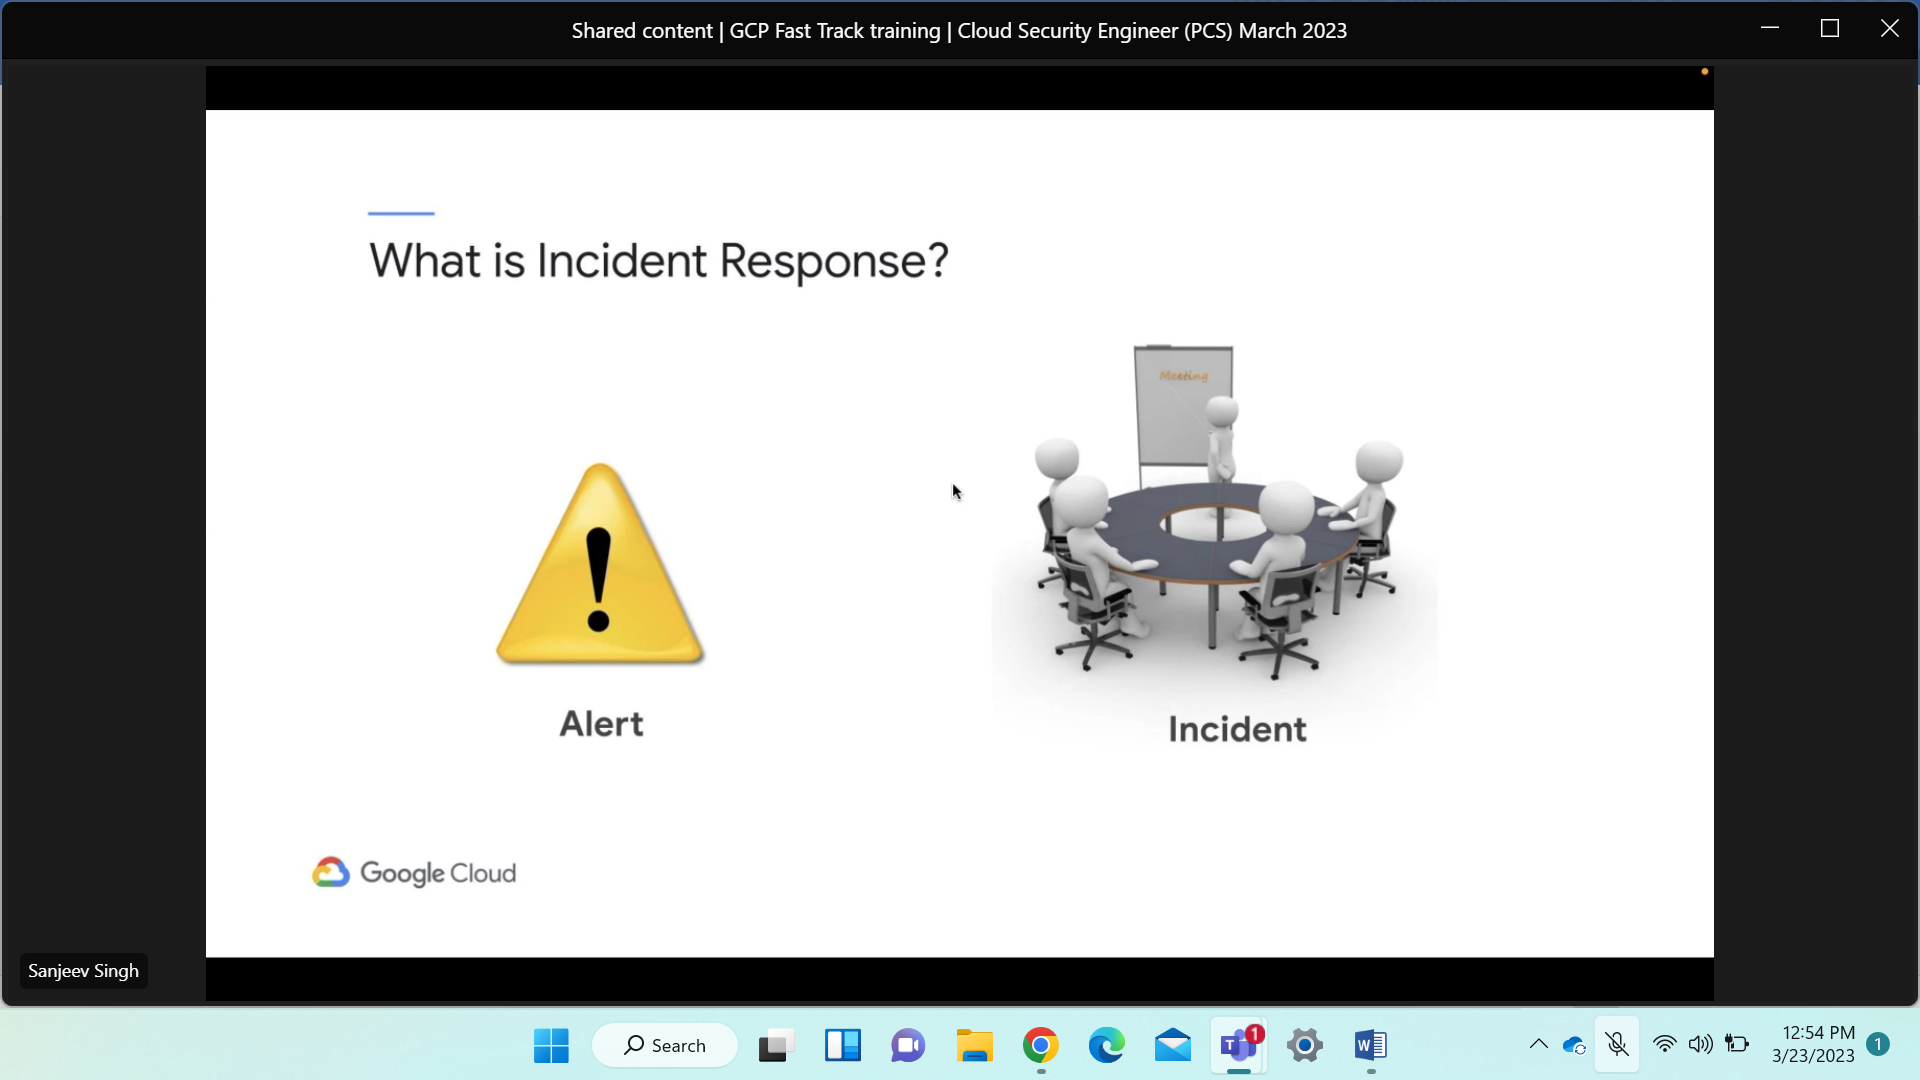 Shared content | GCP Fast Track training | Cloud Security Engineer (PCS) March 2023
What is Incident Response?
Meeting
Alert
Incident
Google Cloud
Sanjeev Singh
Search
1
12:54 PM
3/23/2023
1